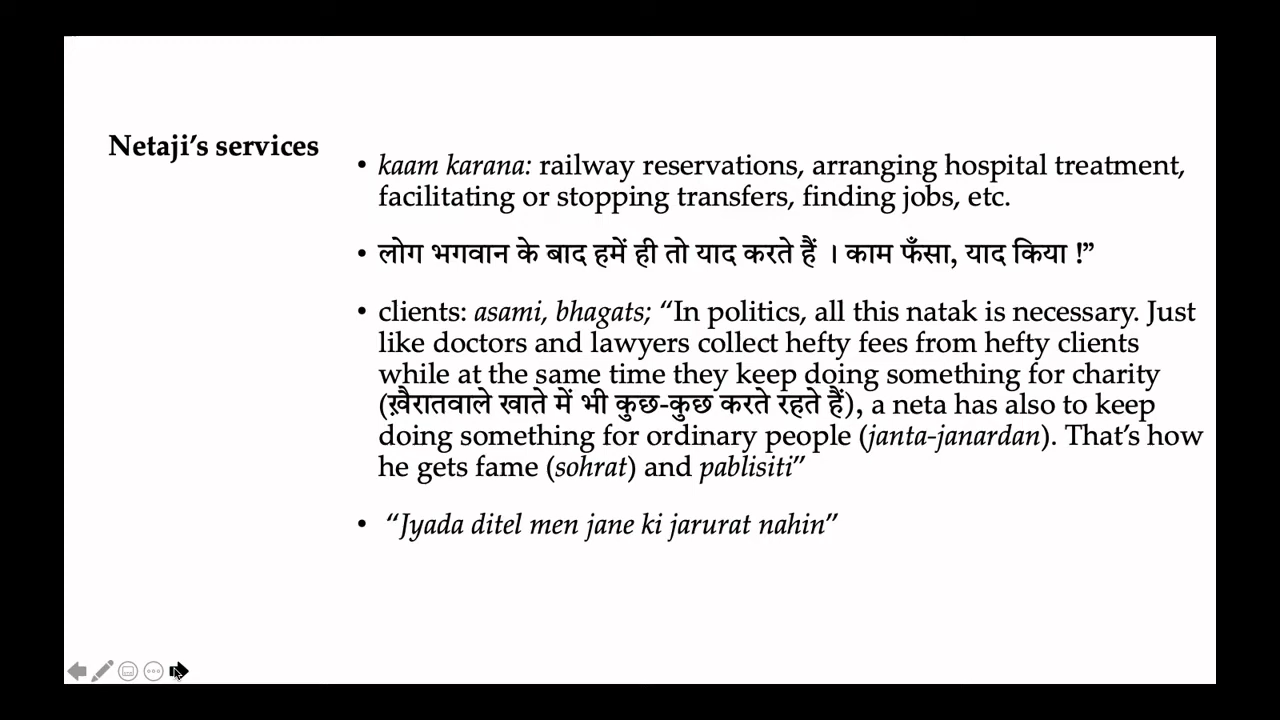 Netaji’s services
• kaam karana: railway reservations, arranging hospital treatment,
facilitating or stopping transfers, finding jobs, etc.
• लोग भगवान के बाद हमें ही तो याद करते हैं । काम फँसा, याद किया !”
• clients: asami, bhagats; “In politics, all this natak is necessary. Just
like doctors and lawyers collect hefty fees from hefty clients
while at the same time they keep doing something for charity
(ख़ैरातवाले खाते में भी कुछ-कुछ करते रहते हैं), a neta has also to keep
doing something for ordinary people (janta-janardan). That’s how
he gets fame (sohrat) and pablisiti”
• “Jyada ditel men jane ki jarurat nahin”